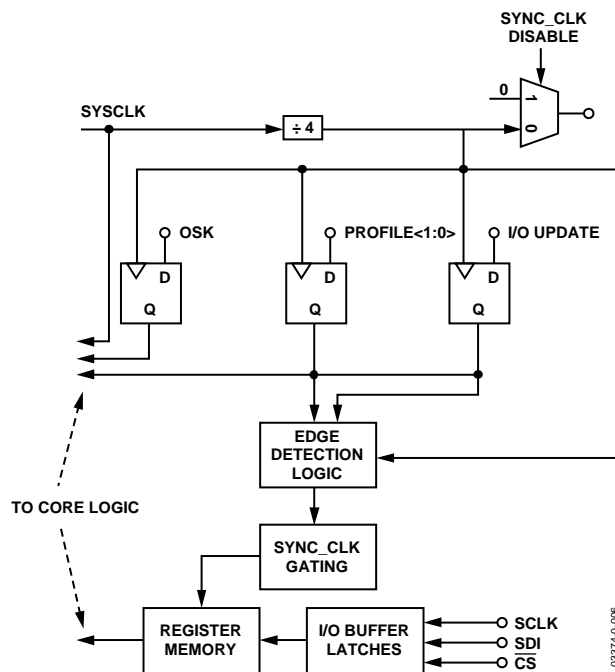 SYNC_CLK
DISABLE
0
1
0
SYSCLK
÷ 4
OSK
PROFILE<1:0>
I/O UPDATE
D
Q
D
Q
D
Q
EDGE
DETECTION
LOGIC
TO CORE LOGIC
SYNC_CLK
GATING
REGISTER
MEMORY
I/O BUFFER
LATCHES
SCLK
SDI
CS